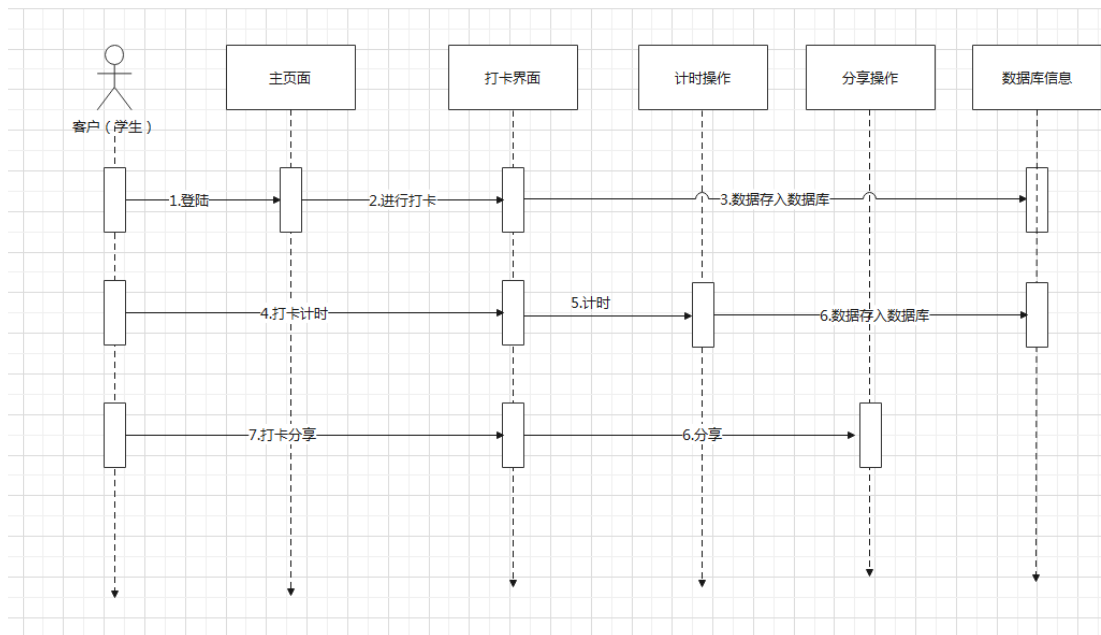 主页面
打卡界面
计时操作
分享操作
数据库信息
客户（学生）
1.登陆
2.进行打卡
3.数据存入数据库
4.打卡计时
5.计时
6.数据存入数据库
7.打卡分享
6.分享